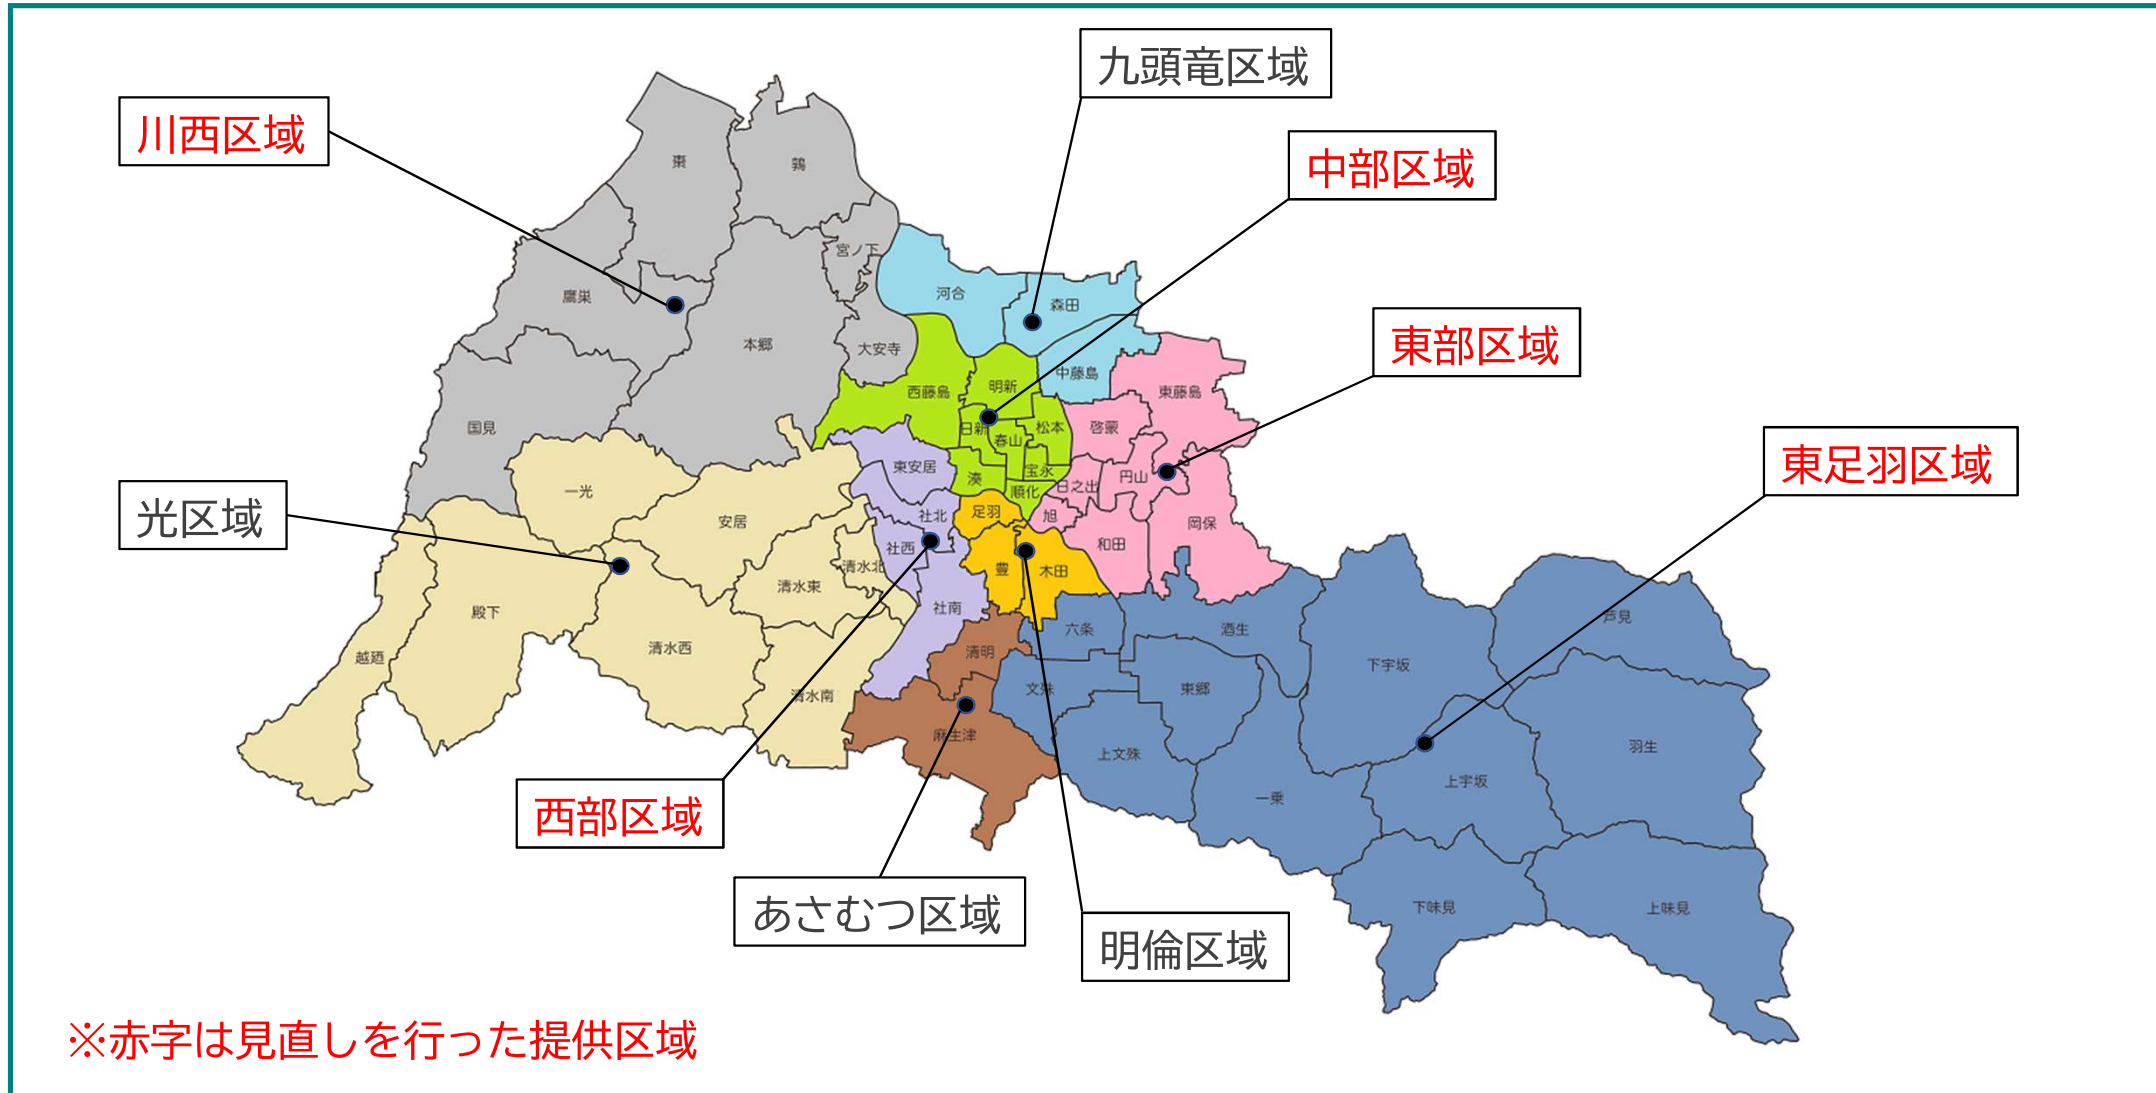 九頭竜区域
川西区域
中部区域
棗
鶉
宮ノ下
河合
鷹巣
森田
東部区域
本郷
大安寺
中藤島
西藤島
明新
東藤島
国見
日新
松本
啓蒙
春山
東足羽区域
東安居
宝永
円山
湊
日之出
一光
順化
光区域
安居
社北
足羽
旭
岡保
社西
和田
清水北
豊
木田
清水東
殿下
社南
芦見
六条
酒生
越廼
清水西
清明
下宇坂
清水南
文殊
東郷
麻生津
羽生
上文殊
上宇坂
一乗
西部区域
あさむつ区域
下味見
上味見
明倫区域
※赤字は見直しを行った提供区域